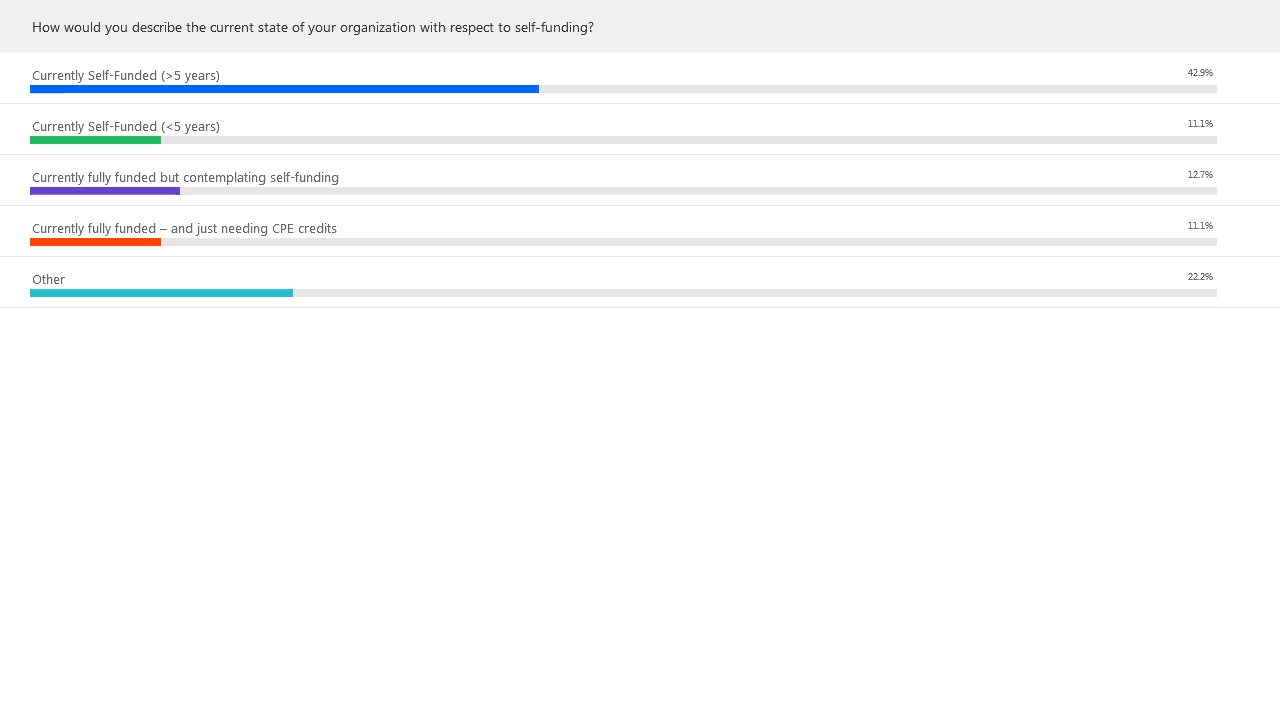 How would you describe the current state of your organization with respect to self-funding?
Currently Self-Funded (>5 years) 42.9%
Currently Self-Funded (<5 years) 11.1%
Currently fully funded but contemplating self-funding 12.7%
Currently fully funded – and just needing CPE credits 11.1%
Other 22.2%